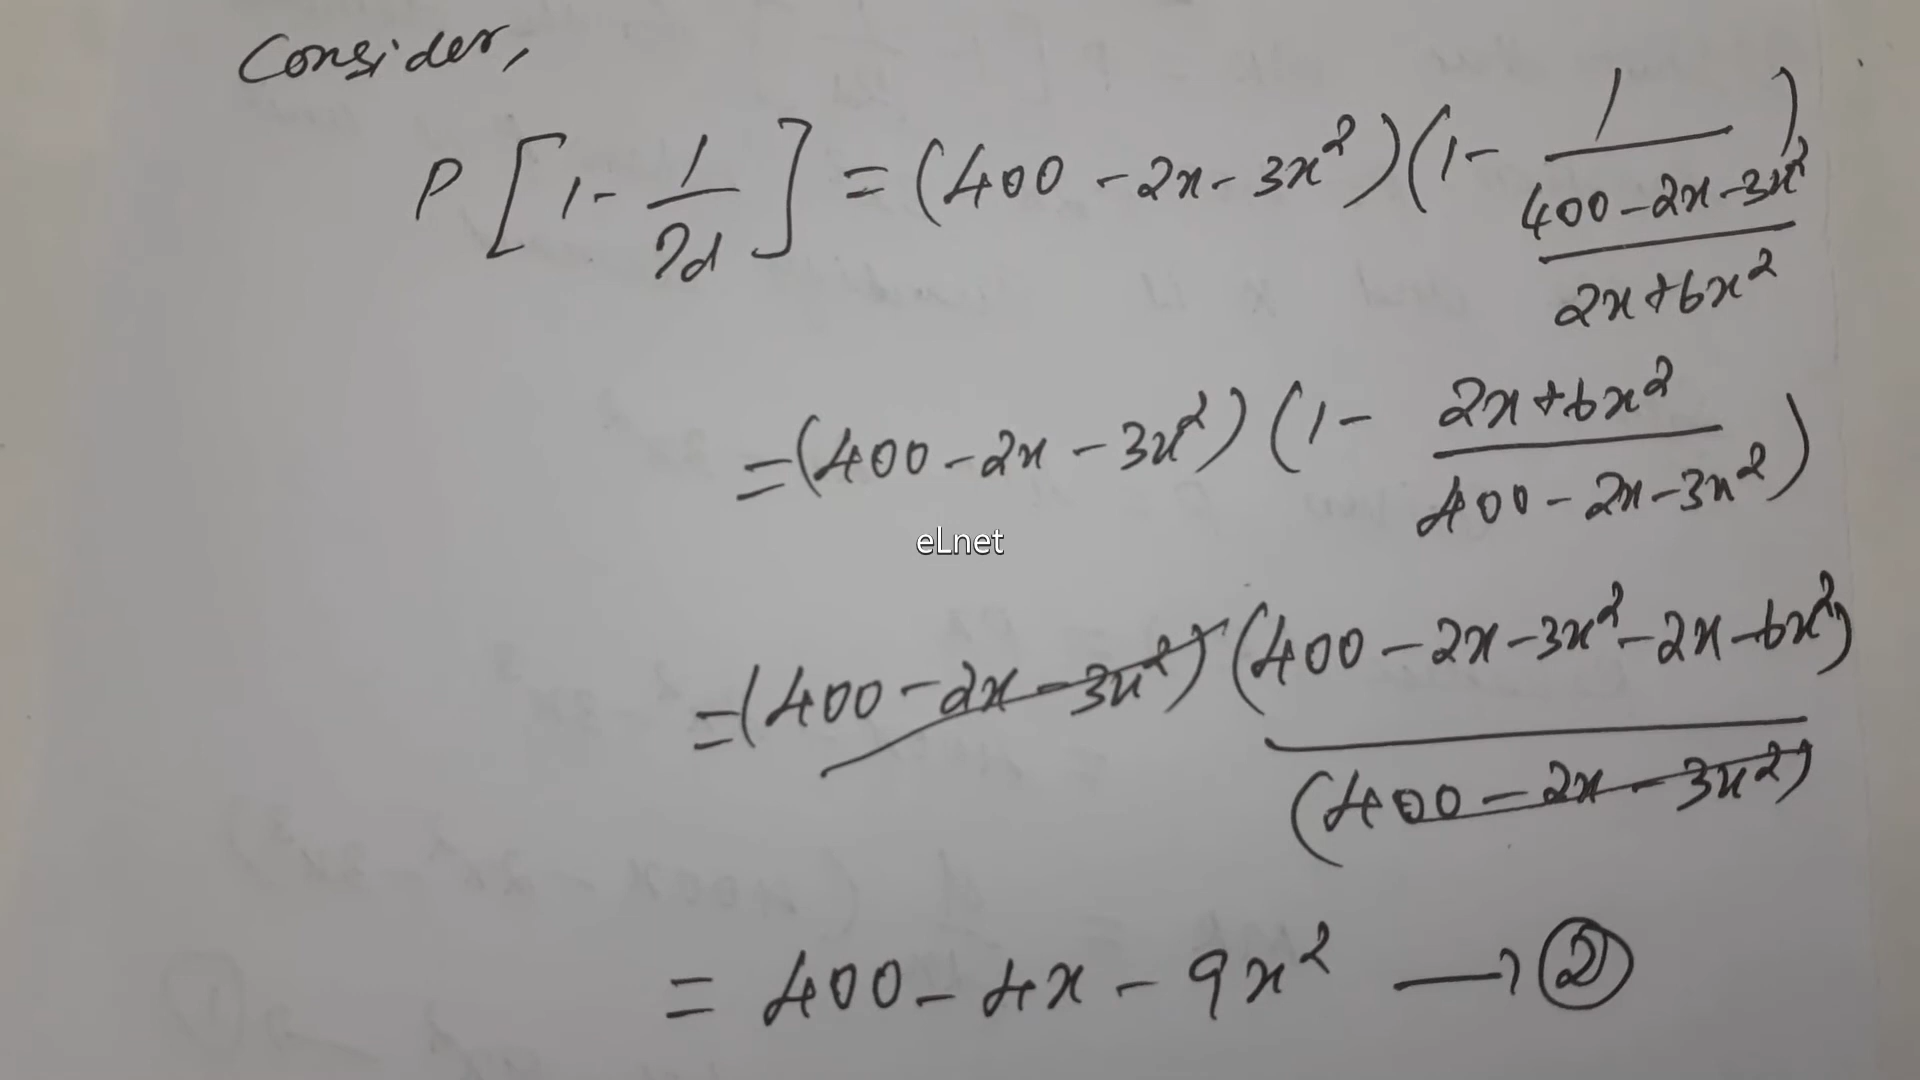 Consider,
P [1 - 1/ηd] = (400 - 2x - 3x²) (1 - 1/((400 - 2x - 3x²)/(2x + 6x²)))
= (400 - 2x - 3x²) (1 - (2x + 6x²)/(400 - 2x - 3x²))
eLnet
= (400 - 2x - 3x²) (400 - 2x - 3x² - 2x - 6x²)/(400 - 2x - 3x²)
= 400 - 4x - 9x² → ②